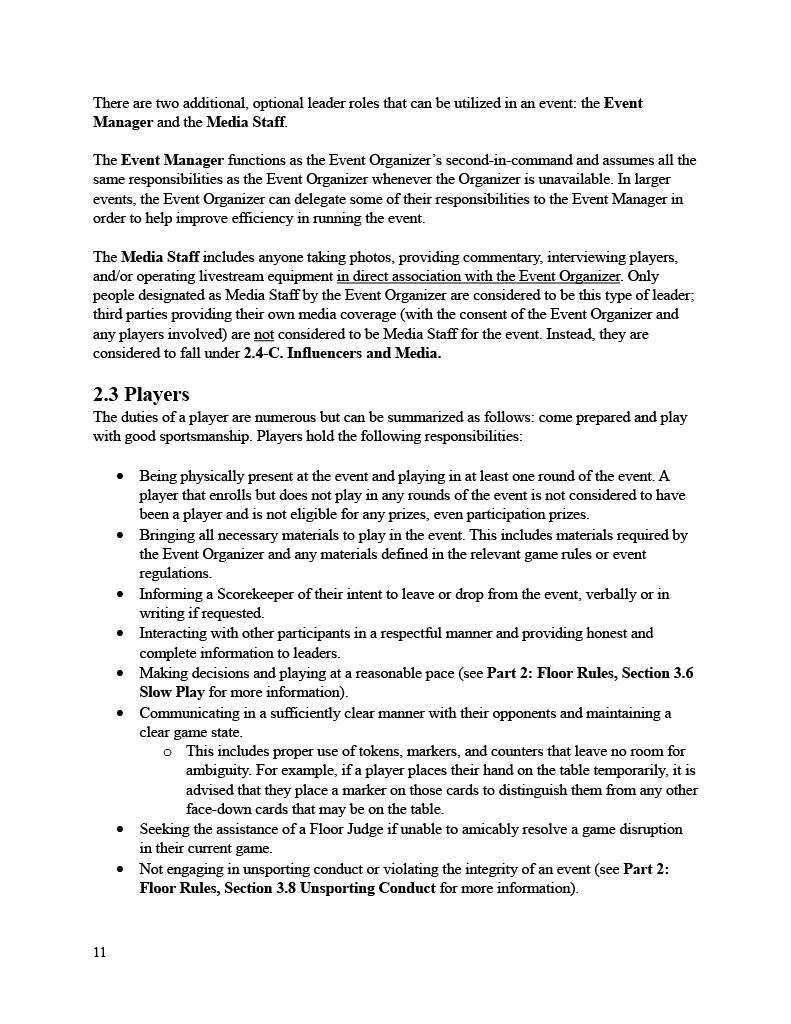 There are two additional, optional leader roles that can be utilized in an event: the Event
Manager and the Media Staff.
The Event Manager functions as the Event Organizer’s second-in-command and assumes all the
same responsibilities as the Event Organizer whenever the Organizer is unavailable. In larger
events, the Event Organizer can delegate some of their responsibilities to the Event Manager in
order to help improve efficiency in running the event.
The Media Staff includes anyone taking photos, providing commentary, interviewing players,
and/or operating livestream equipment in direct association with the Event Organizer. Only
people designated as Media Staff by the Event Organizer are considered to be this type of leader;
third parties providing their own media coverage (with the consent of the Event Organizer and
any players involved) are not considered to be Media Staff for the event. Instead, they are
considered to fall under 2.4-C. Influencers and Media.
2.3 Players
The duties of a player are numerous but can be summarized as follows: come prepared and play
with good sportsmanship. Players hold the following responsibilities:
• Being physically present at the event and playing in at least one round of the event. A
player that enrolls but does not play in any rounds of the event is not considered to have
been a player and is not eligible for any prizes, even participation prizes.
• Bringing all necessary materials to play in the event. This includes materials required by
the Event Organizer and any materials defined in the relevant game rules or event
regulations.
• Informing a Scorekeeper of their intent to leave or drop from the event, verbally or in
writing if requested.
• Interacting with other participants in a respectful manner and providing honest and
complete information to leaders.
• Making decisions and playing at a reasonable pace (see Part 2: Floor Rules, Section 3.6
Slow Play for more information).
• Communicating in a sufficiently clear manner with their opponents and maintaining a
clear game state.
o This includes proper use of tokens, markers, and counters that leave no room for
ambiguity. For example, if a player places their hand on the table temporarily, it is
advised that they place a marker on those cards to distinguish them from any other
face-down cards that may be on the table.
• Seeking the assistance of a Floor Judge if unable to amicably resolve a game disruption
in their current game.
• Not engaging in unsporting conduct or violating the integrity of an event (see Part 2:
Floor Rules, Section 3.8 Unsporting Conduct for more information).
11